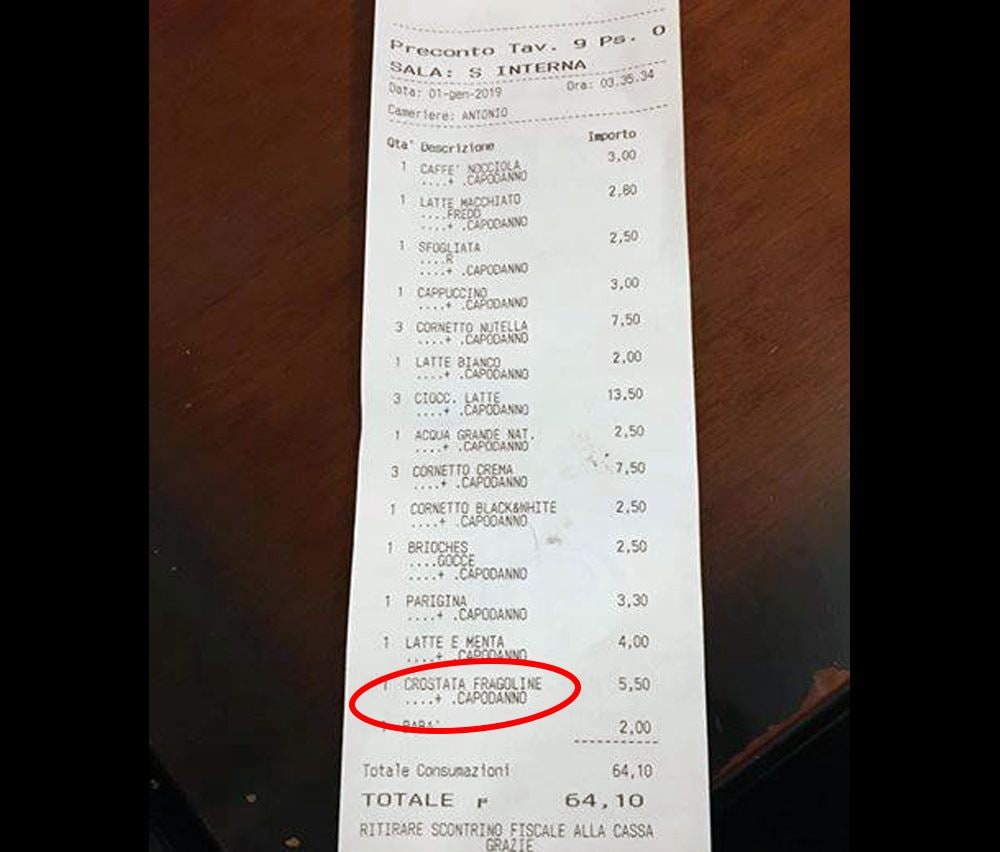 Preconto Tav. 9 Ps. 0
SALA: S INTERNA
Data: 01-gen-2019 Ora: 03.35.34
Cameriere: ANTONIO
Qta' Descrizione Importo
1 CAFFE' NOCCIOLA 3,00
....+ .CAPODANNO
1 LATTE MACCHIATO 2,80
....FREDD
....+ .CAPODANNO
1 SFOGLIATA 2,50
....R
....+ .CAPODANNO
1 CAPPUCCINO 3,00
....+ .CAPODANNO
3 CORNETTO NUTELLA 7,50
....+ .CAPODANNO
1 LATTE BIANCO 2,00
....+ .CAPODANNO
3 CIOCC. LATTE 13,50
....+ .CAPODANNO
1 ACQUA GRANDE NAT. 2,50
....+ .CAPODANNO
3 CORNETTO CREMA 7,50
....+ .CAPODANNO
1 CORNETTO BLACK&WHITE 2,50
....+ .CAPODANNO
1 BRIOCHES 2,50
....GOCCE
....+ .CAPODANNO
1 PARIGINA 3,30
....+ .CAPODANNO
1 LATTE E MENTA 4,00
....+ .CAPODANNO
1 CROSTATA FRAGOLINE 5,50
....+ .CAPODANNO
1 BABA' 2,00
Totale Consumazioni 64,10
TOTALE 64,10
RITIRARE SCONTRINO FISCALE ALLA CASSA
GRAZIE